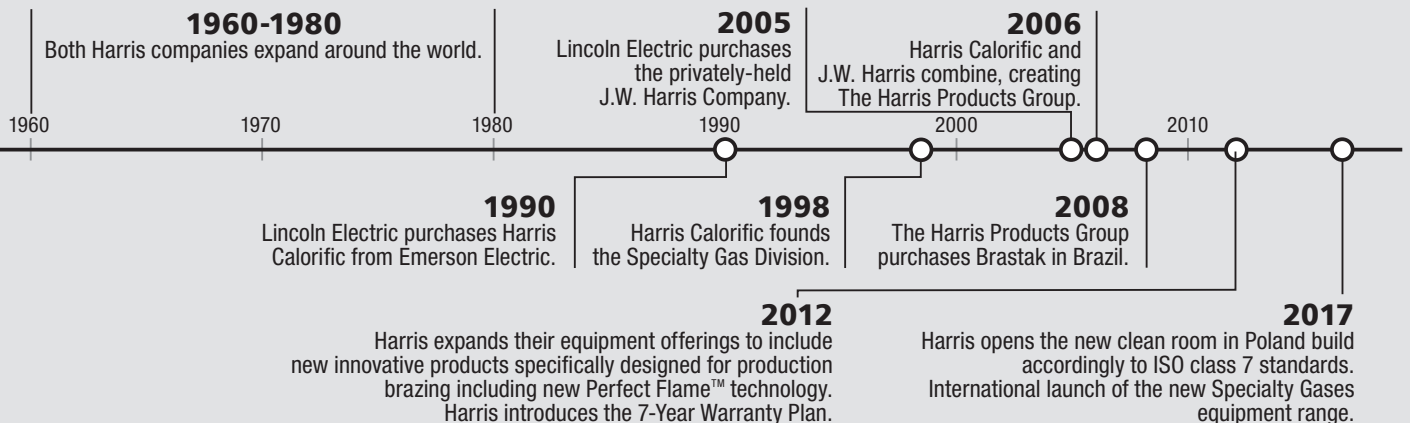 1960-1980
Both Harris companies expand around the world.
2005
Lincoln Electric purchases
the privately-held
J.W. Harris Company.
2006
Harris Calorific and
J.W. Harris combine, creating
The Harris Products Group.
1960
1970
1980
1990
2000
2010
1990
Lincoln Electric purchases Harris
Calorific from Emerson Electric.
1998
Harris Calorific founds
the Specialty Gas Division.
2008
The Harris Products Group
purchases Brastak in Brazil.
2012
Harris expands their equipment offerings to include
new innovative products specifically designed for production
brazing including new Perfect Flame™ technology.
Harris introduces the 7-Year Warranty Plan.
2017
Harris opens the new clean room in Poland build
accordingly to ISO class 7 standards.
International launch of the new Specialty Gases
equipment range.